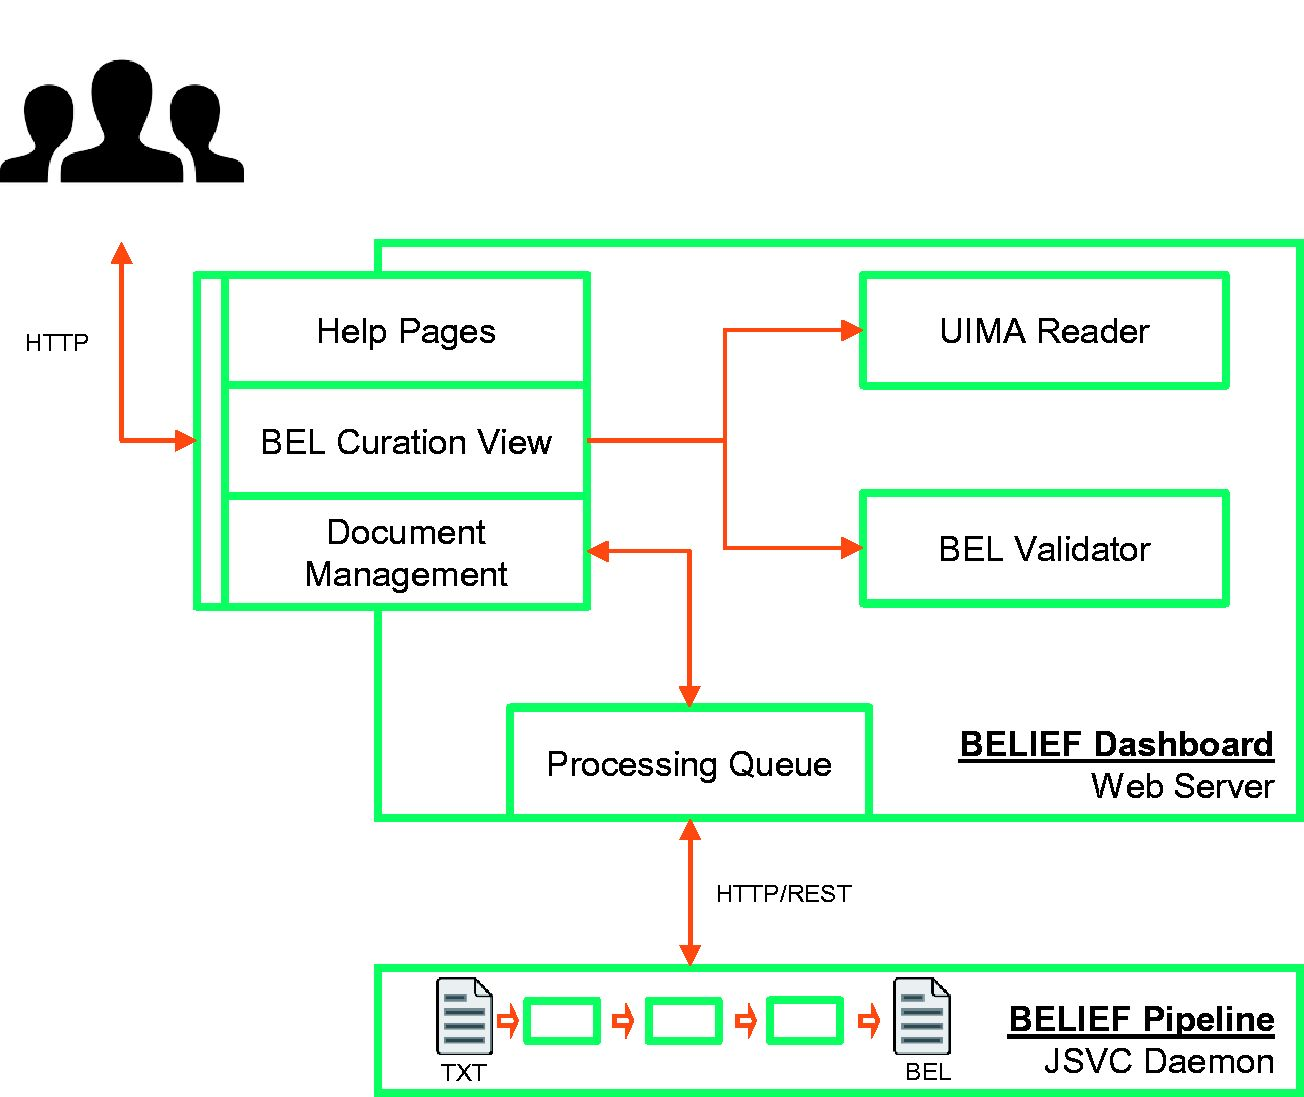 HTTP
Help Pages
BEL Curation View
Document
Management
UIMA Reader
BEL Validator
Processing Queue
BELIEF Dashboard
Web Server
HTTP/REST
TXT
BEL
BELIEF Pipeline
JSVC Daemon